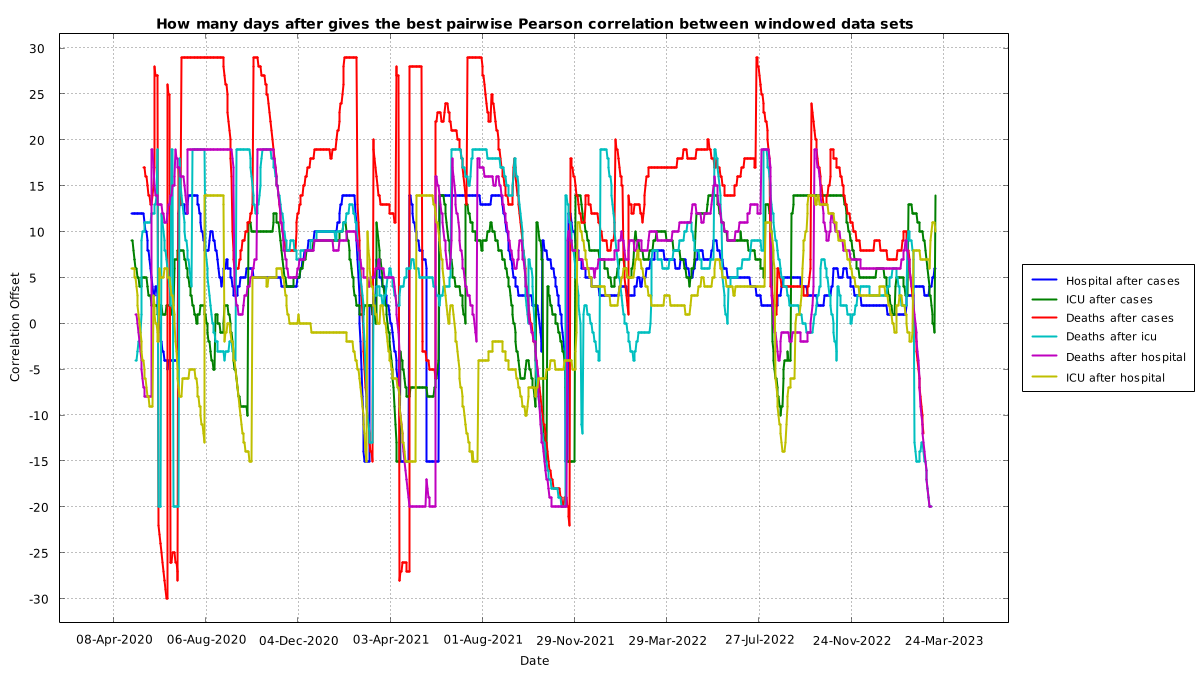 How many days after gives the best pairwise Pearson correlation between windowed data sets
30
25
20
15
10
5
0
-5
-10
-15
-20
-25
-30
Correlation Offset
08-Apr-2020 06-Aug-2020 04-Dec-2020 03-Apr-2021 01-Aug-2021 29-Nov-2021 29-Mar-2022 27-Jul-2022 24-Nov-2022 24-Mar-2023
Date
Hospital after cases
ICU after cases
Deaths after cases
Deaths after icu
Deaths after hospital
ICU after hospital